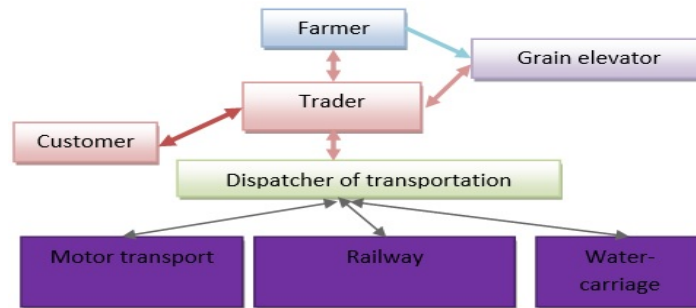 Farmer
Grain elevator
Trader
Customer
Dispatcher of transportation
Motor transport
Railway
Water-
carriage